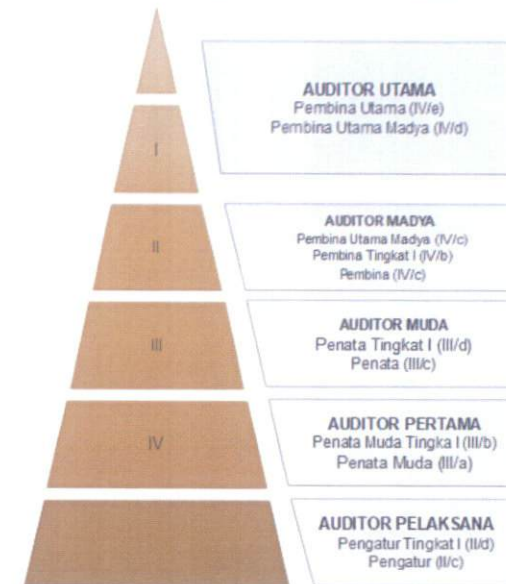 AUDITOR UTAMA
Pembina Utama (IV/e)
Pembina Utama Madya (IV/d)
I
AUDITOR MADYA
Pembina Utama Madya (IV/c)
Pembina Tingkat I (IV/b)
Pembina (IV/c)
II
AUDITOR MUDA
Penata Tingkat I (III/d)
Penata (III/c)
III
AUDITOR PERTAMA
Penata Muda Tingka I (III/b)
Penata Muda (III/a)
IV
AUDITOR PELAKSANA
Pengatur Tingkat I (II/d)
Pengatur (II/c)